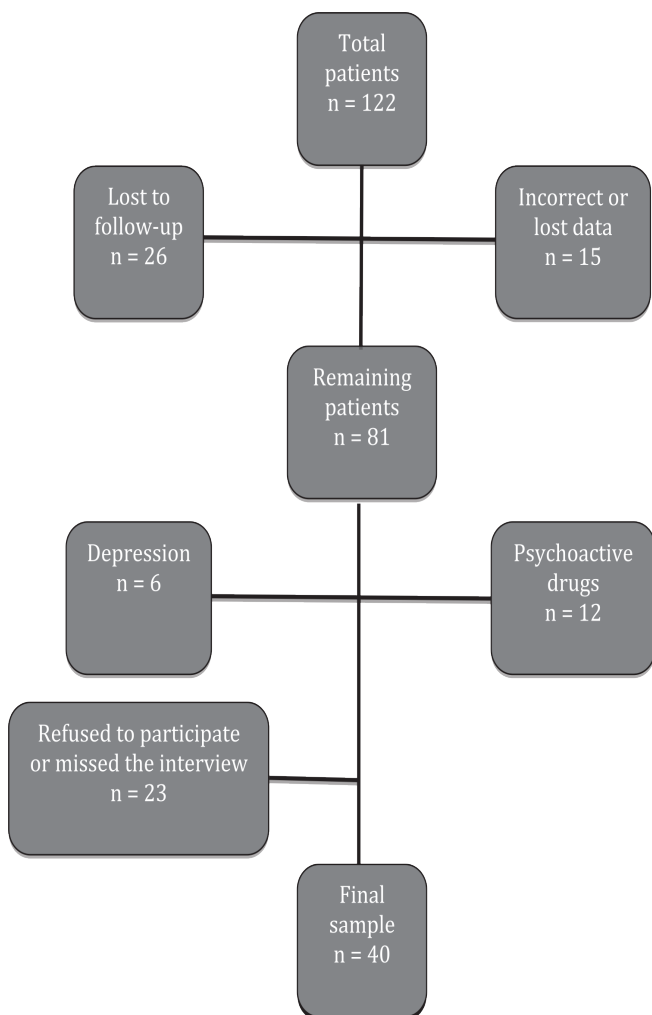 Total
patients
n = 122
Lost to
follow-up
n = 26
Incorrect or
lost data
n = 15
Remaining
patients
n = 81
Depression
n = 6
Psychoactive
drugs
n = 12
Refused to participate
or missed the interview
n = 23
Final
sample
n = 40